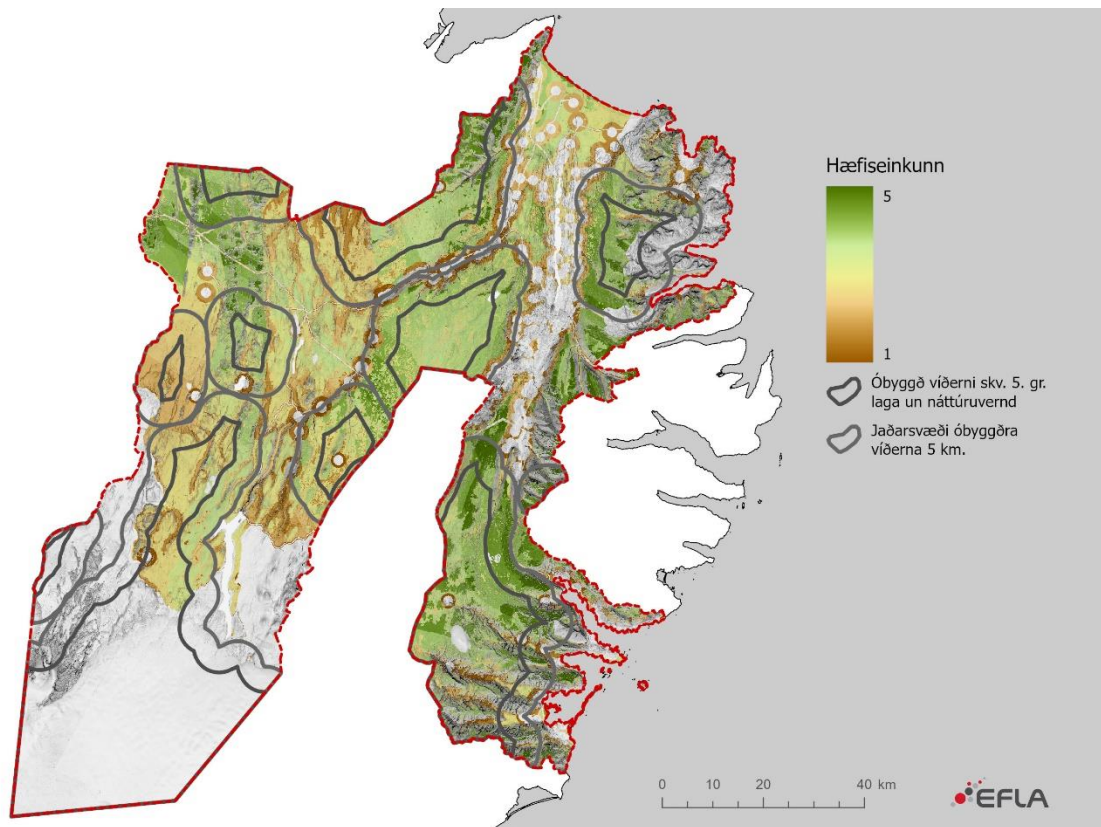 Hæfiseinkunn
5
1
Óbyggð víðerni skv. 5. gr.
laga un náttúruvernd
Jaðarsvæði óbyggðra
víðerna 5 km.
0 10 20 40 km
EFLA